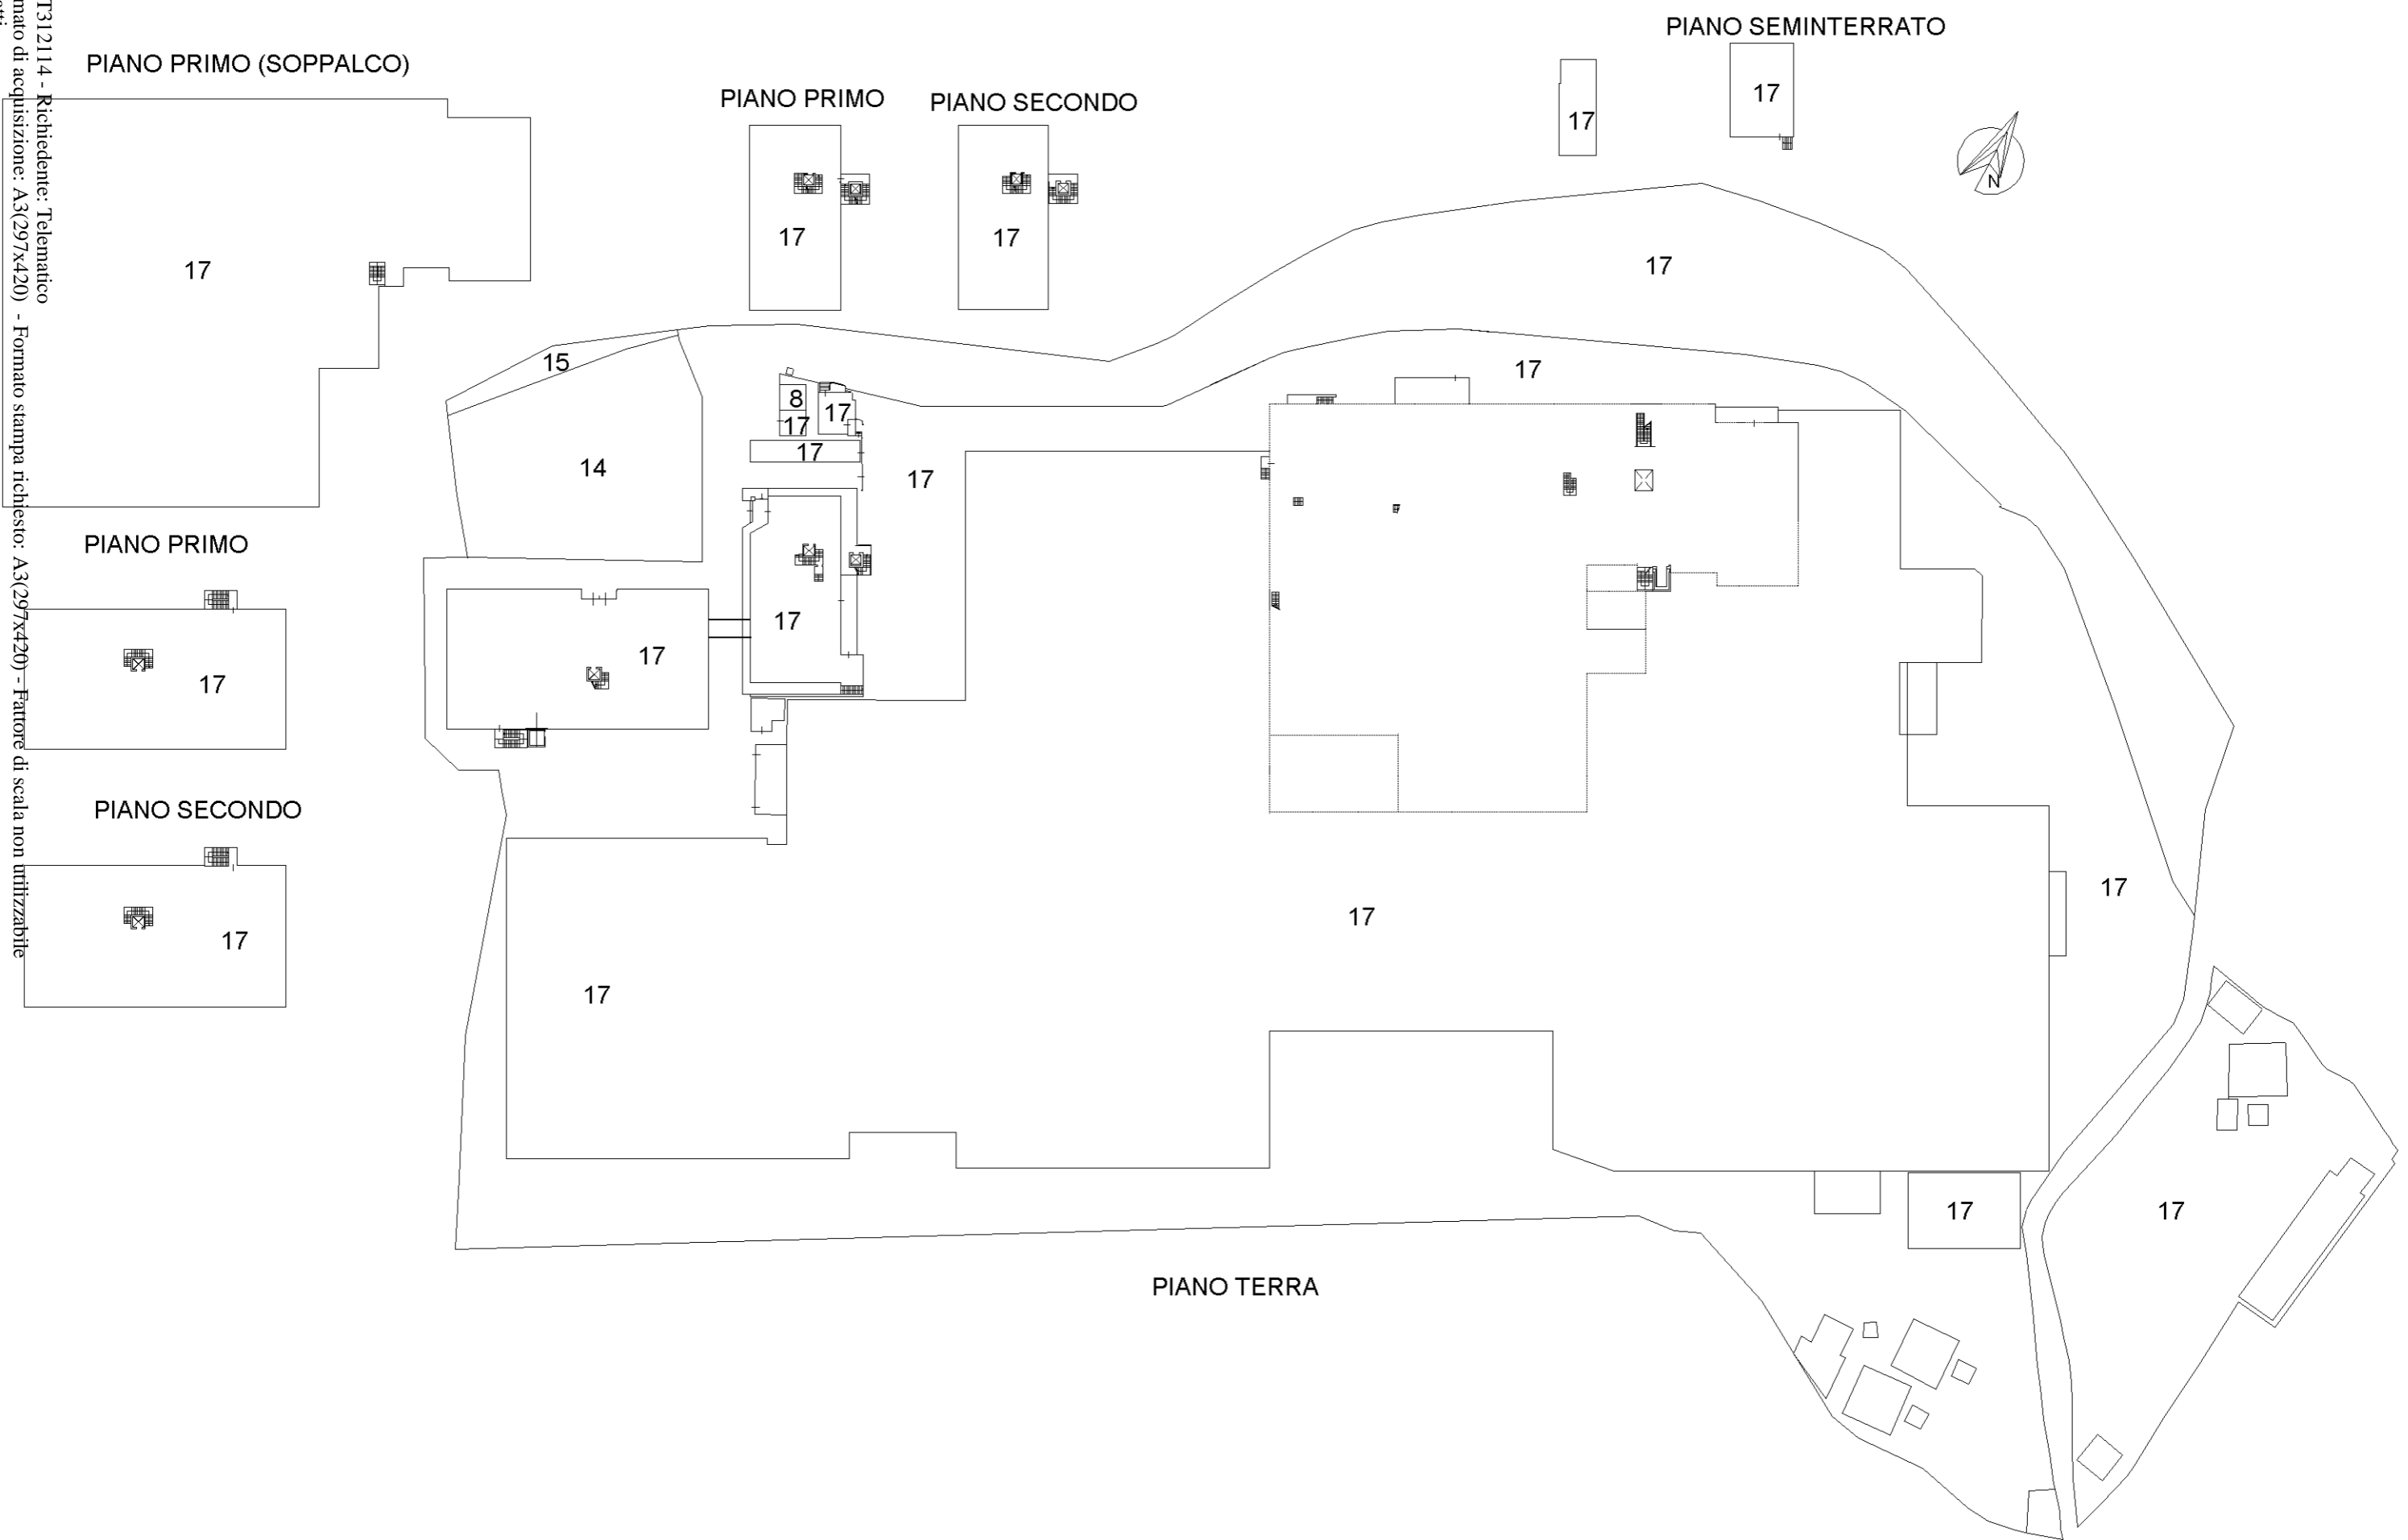 T312114 - Richiedente: Telematico
mato di acquisizione: A3(297x420) - Formato stampa richiesto: A3(297x420) - Fattore di scala non utilizzabile
PIANO SEMINTERRATO
PIANO PRIMO (SOPPALCO)
PIANO PRIMO
PIANO SECONDO
17
17
17
17
17
17
17
N
15
17
8
17
17
17
14
17
PIANO PRIMO
17
17
17
PIANO SECONDO
17
17
17
17
17
17
PIANO TERRA